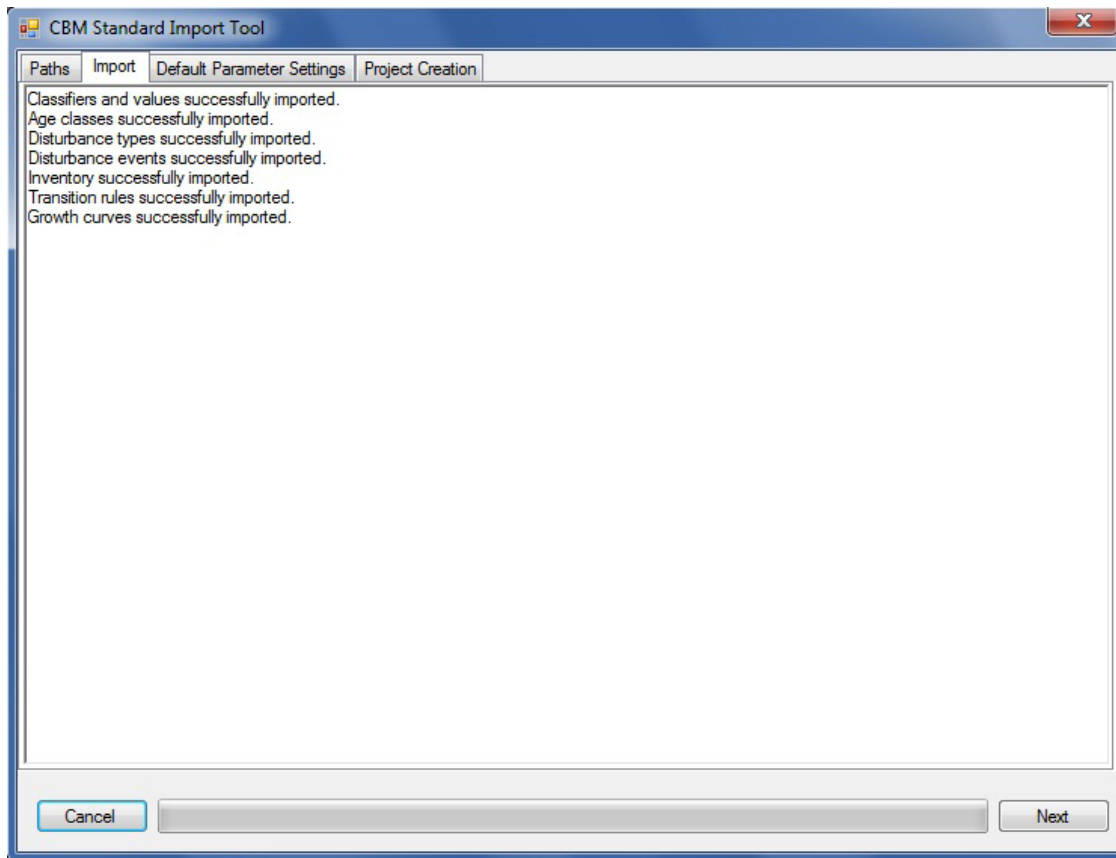 CBM Standard Import Tool
x
Paths Import Default Parameter Settings Project Creation
Classifiers and values successfully imported.
Age classes successfully imported.
Disturbance types successfully imported.
Disturbance events successfully imported.
Inventory successfully imported.
Transition rules successfully imported.
Growth curves successfully imported.
Cancel Next